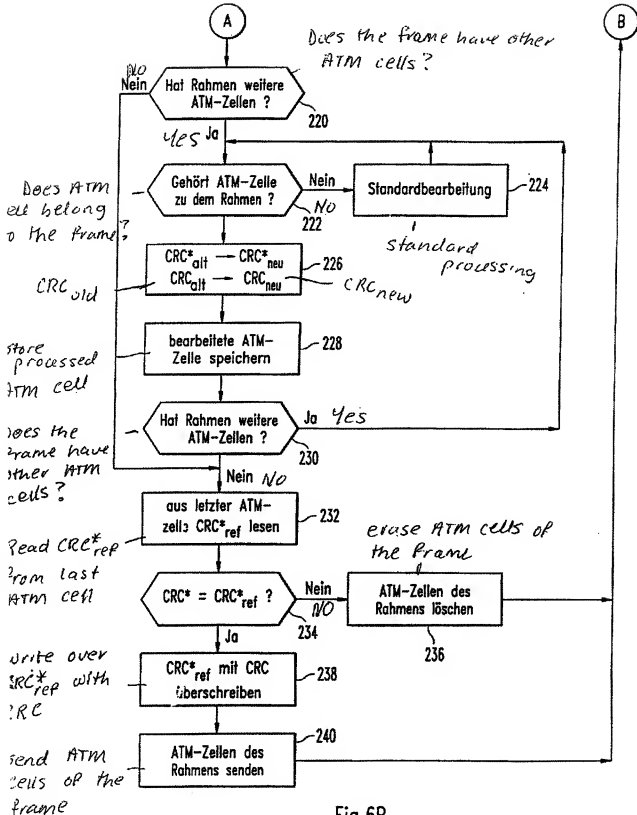 A
B
Does the frame have other
ATM cells?
NO
Nein
Hat Rahmen weitere
ATM-Zellen ?
220
Yes
Ja
Does ATM
cell belong
to the frame?
Gehört ATM-Zelle
zu dem Rahmen ?
222
Nein
NO
Standardbearbeitung
224
standard
processing
CRC*alt → CRC*neu
CRCalt → CRCneu
226
CRC old
CRC new
bearbeitete ATM-
Zelle speichern
228
store
processed
ATM cell
Hat Rahmen weitere
ATM-Zellen ?
230
Ja
Yes
Does the
frame have
other ATM
cells?
Nein
NO
aus letzter ATM-
zelle CRC*ref lesen
232
Read CRC*ref
from last
ATM cell
CRC* = CRC*ref ?
234
Nein
NO
erase ATM cells of
the frame
ATM-Zellen des
Rahmens löschen
236
Ja
CRC*ref mit CRC
überschreiben
238
write over
CRC*ref with
CRC
ATM-Zellen des
Rahmens senden
240
send ATM
cells of the
frame
Fig.6B